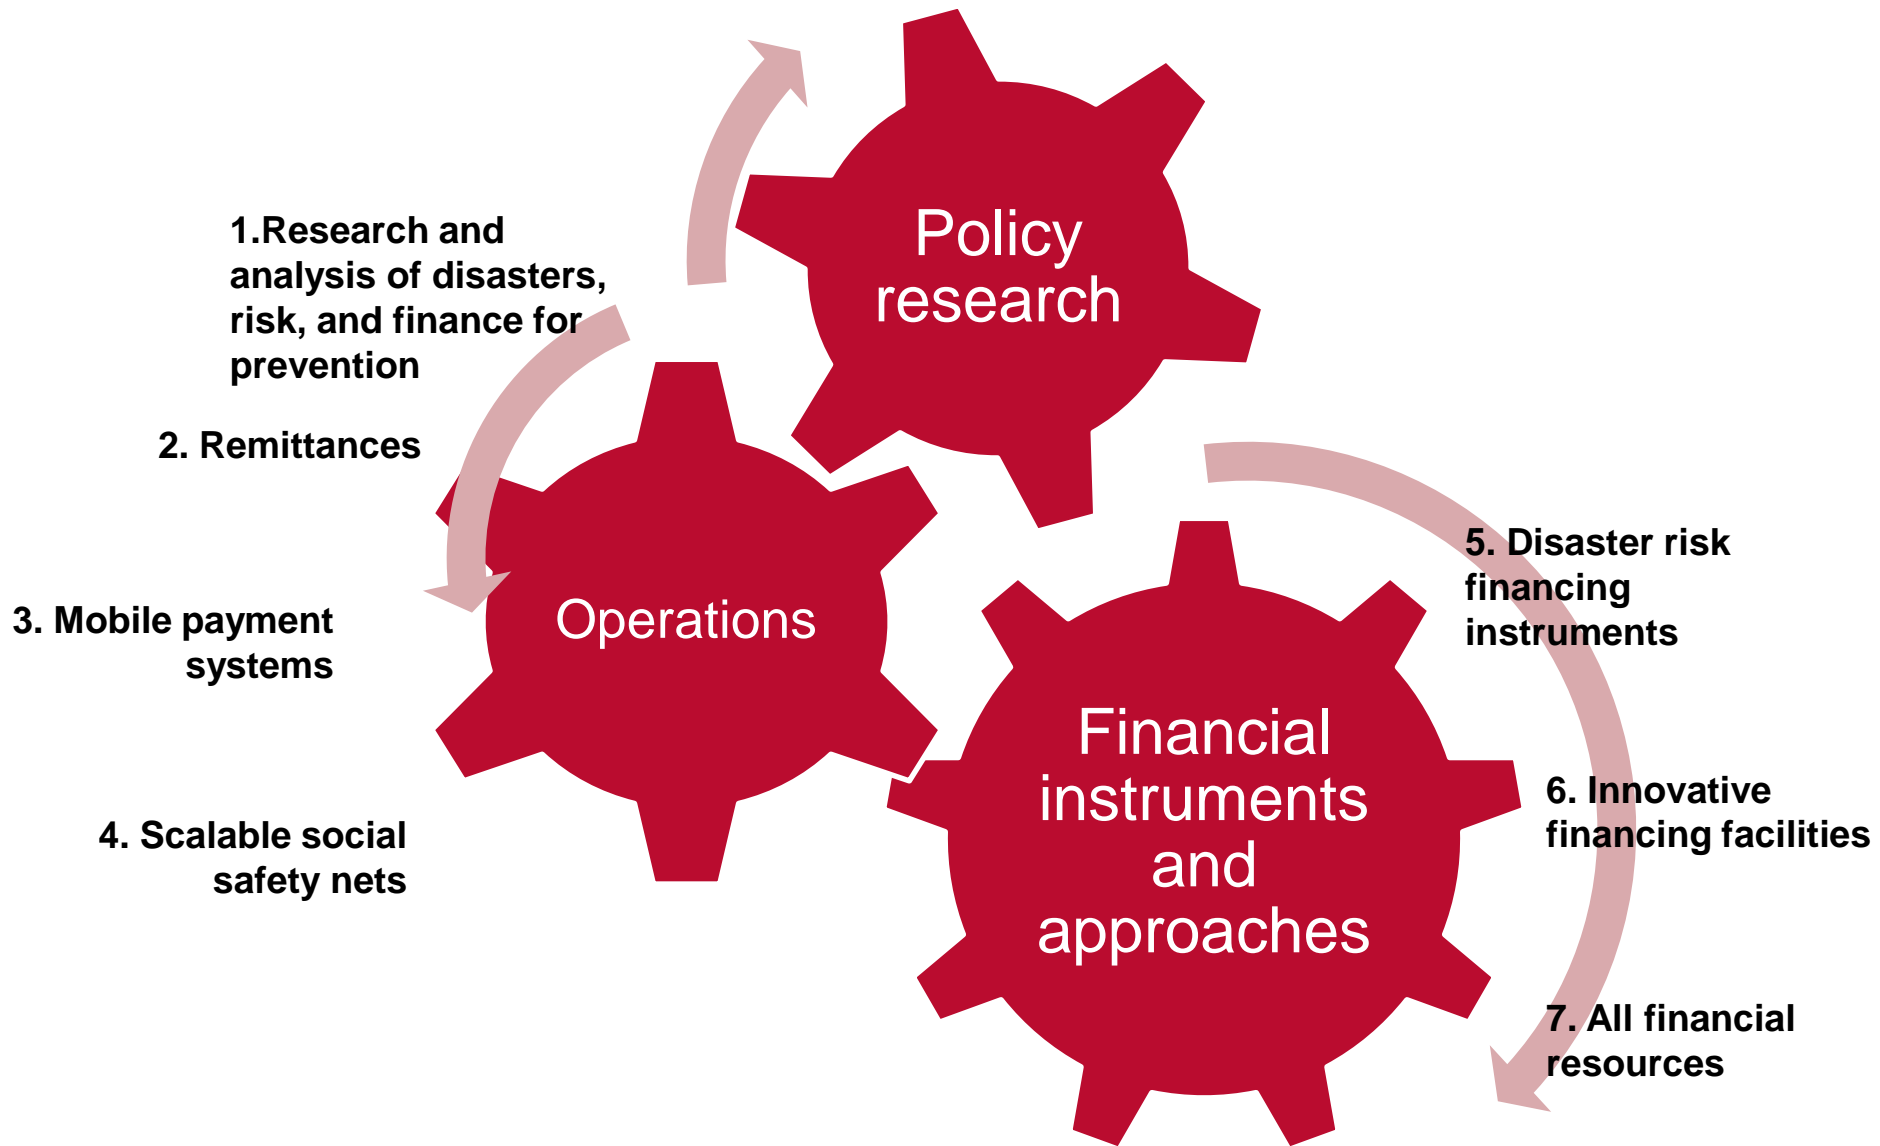 Policy
research
1.Research and
analysis of disasters,
risk, and finance for
prevention
2. Remittances
3. Mobile payment
systems
4. Scalable social
safety nets
Operations
Financial
instruments
and
approaches
5. Disaster risk
financing
instruments
6. Innovative
financing facilities
7. All financial
resources